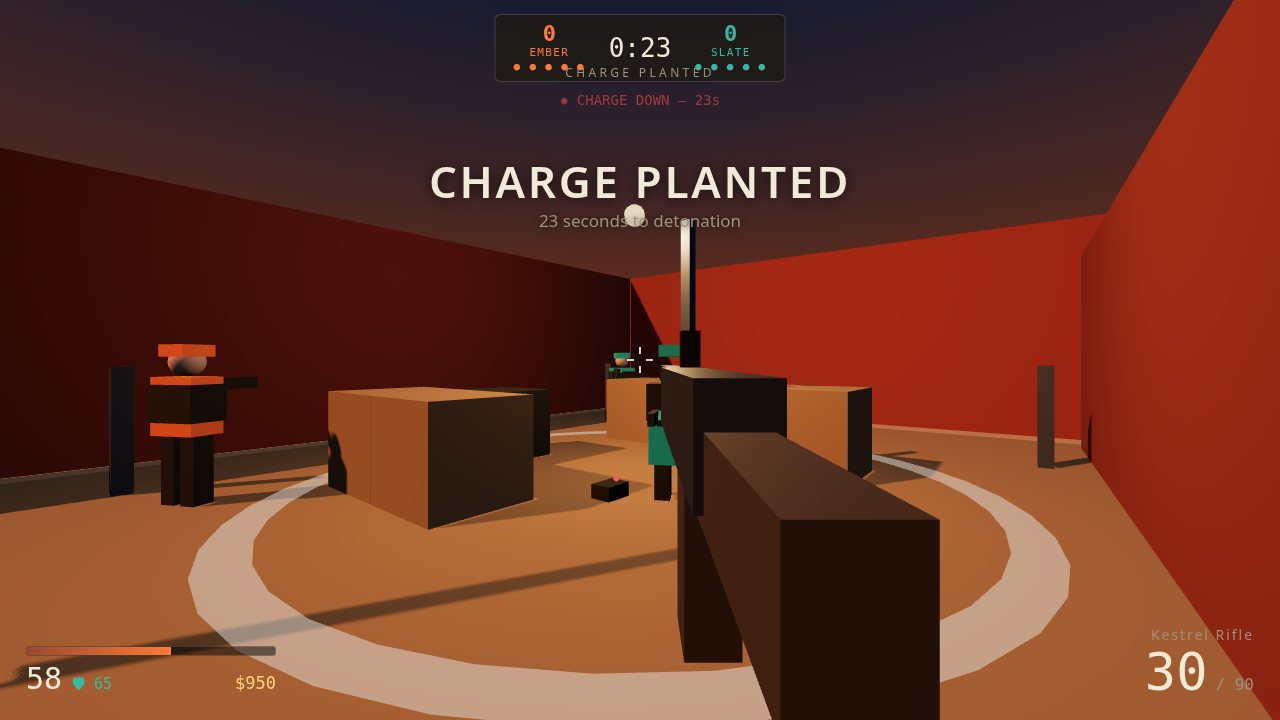 0 0:23 0
EMBER SLATE
CHARGE PLANTED
✸ CHARGE DOWN — 23s
CHARGE PLANTED
23 seconds to detonation
Kestrel Rifle
58 65 $950
30 / 90